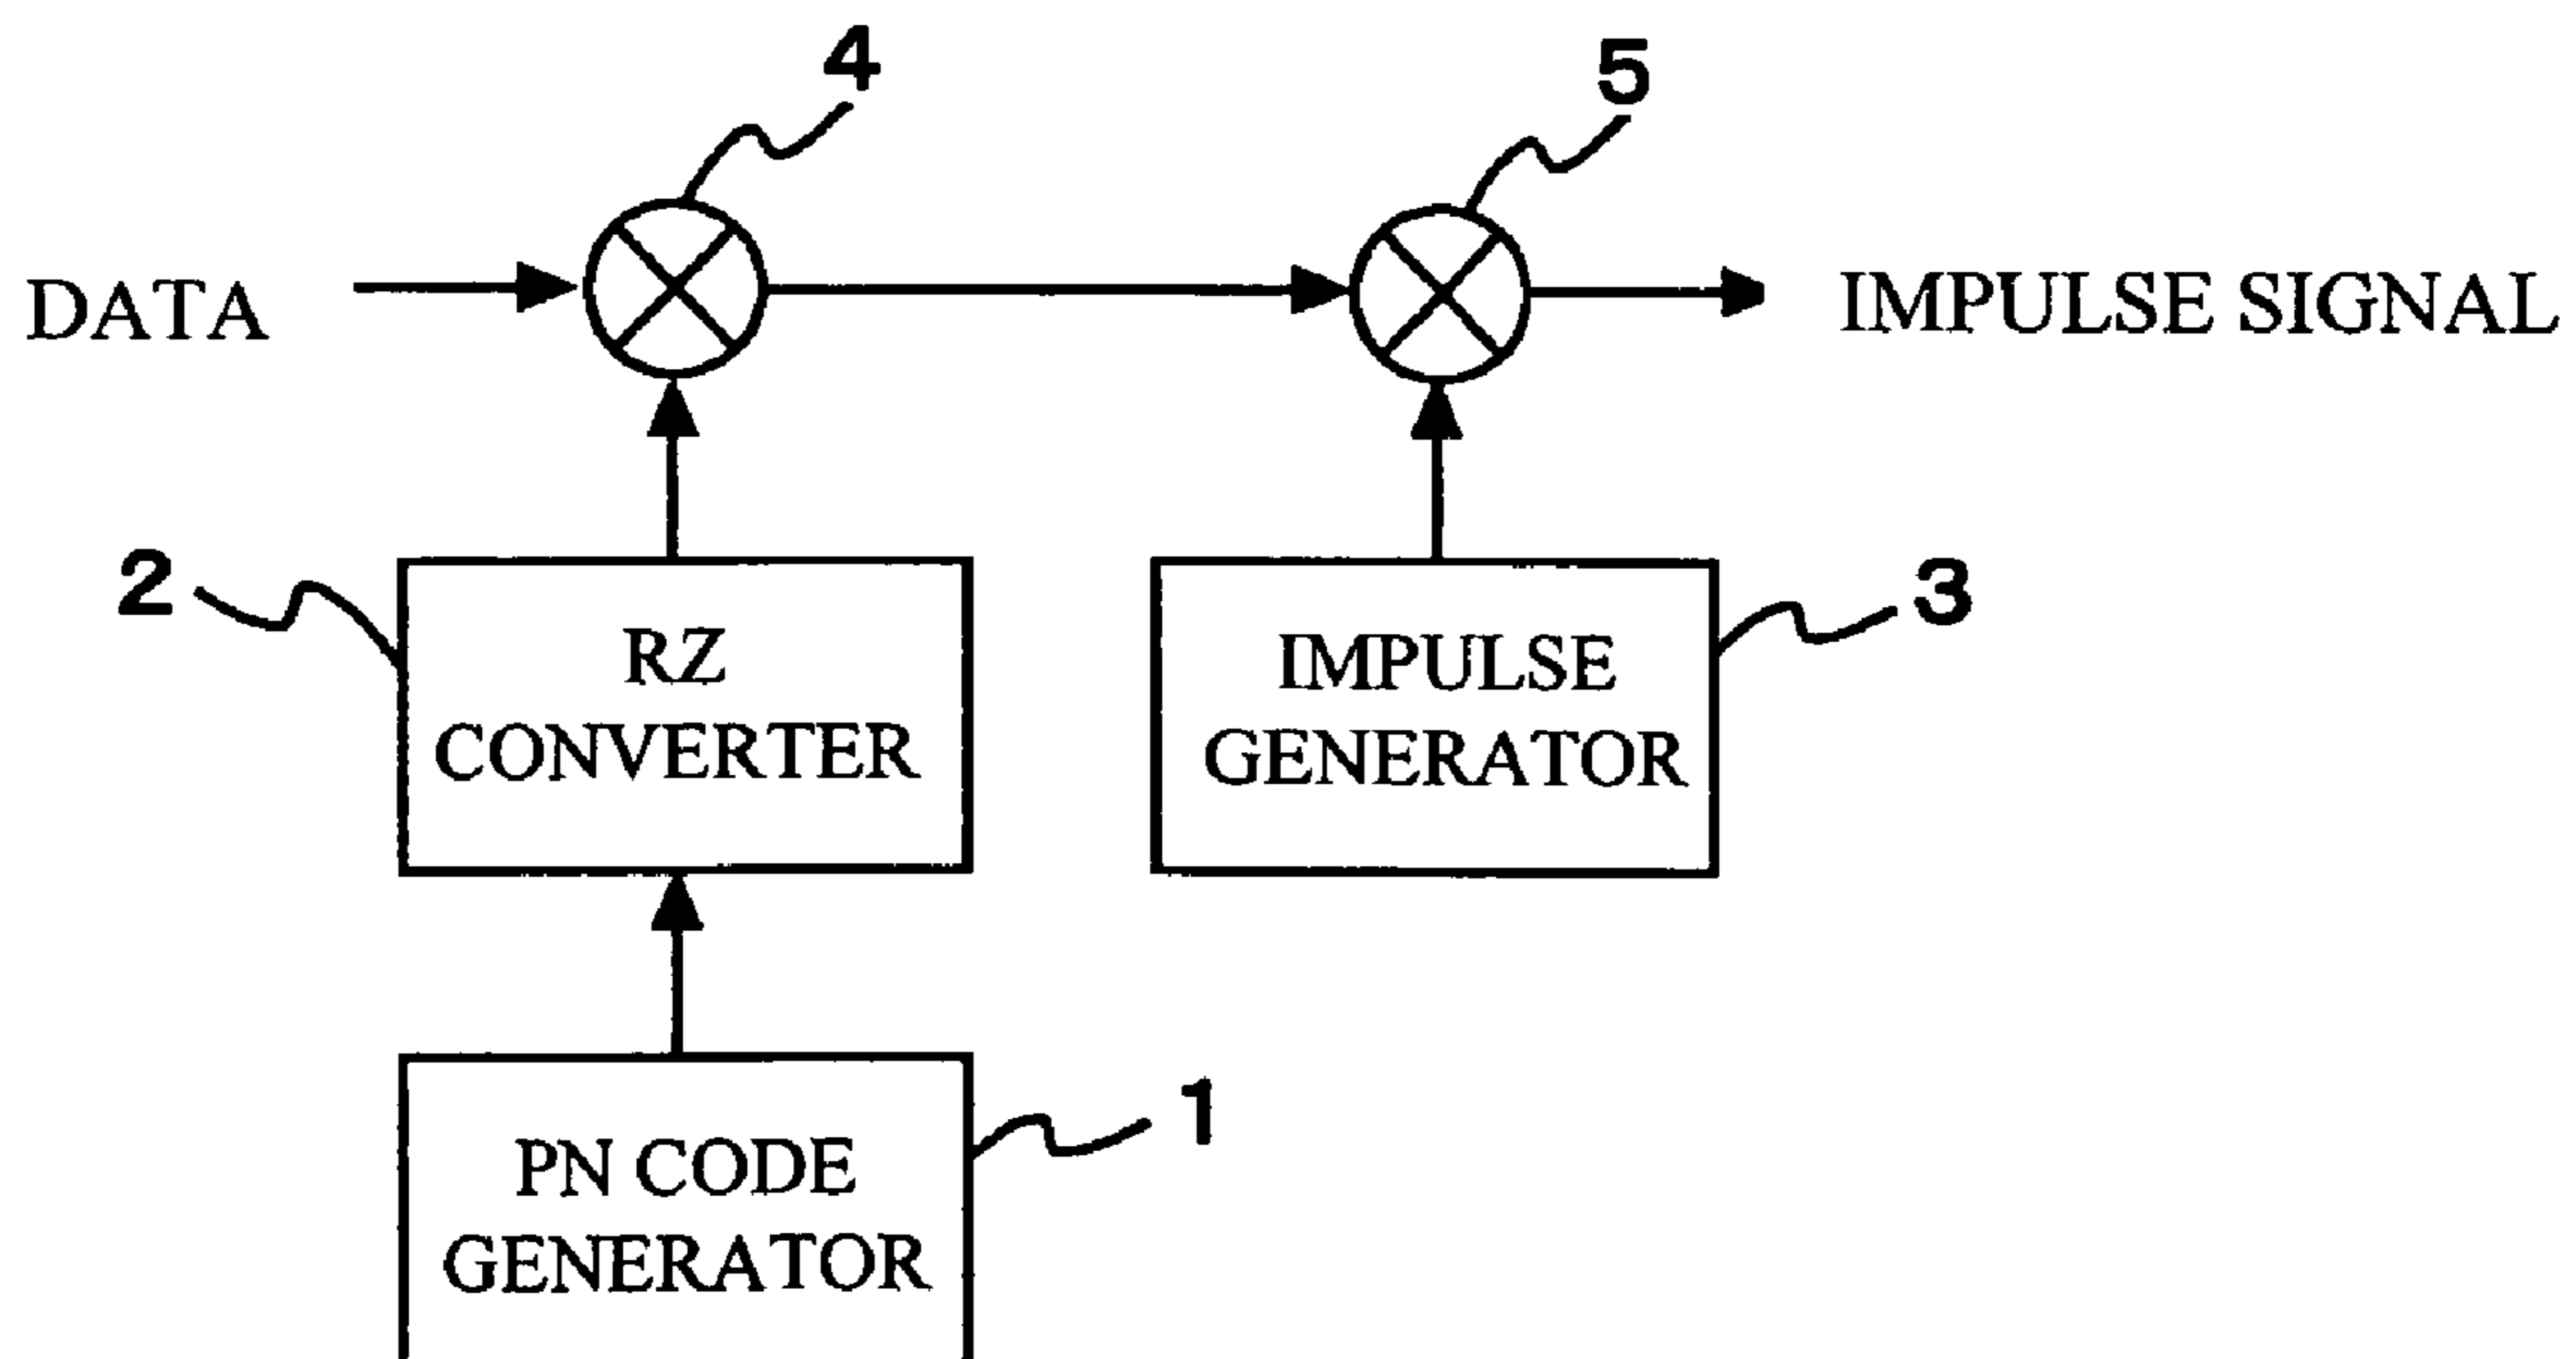 4
5
DATA
IMPULSE SIGNAL
2
RZ
CONVERTER
IMPULSE
GENERATOR
3
PN CODE
GENERATOR
1